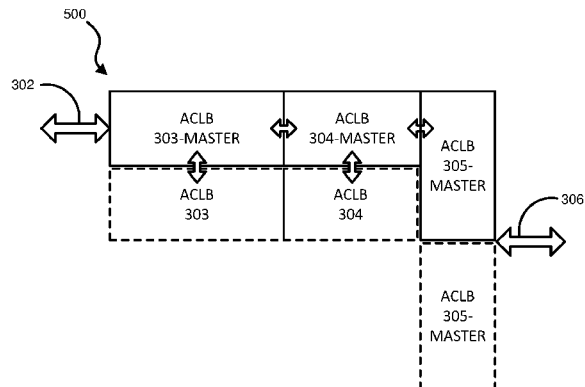 500
302
ACLB
303-MASTER
ACLB
304-MASTER
ACLB
305-
MASTER
ACLB
303
ACLB
304
306
ACLB
305-
MASTER